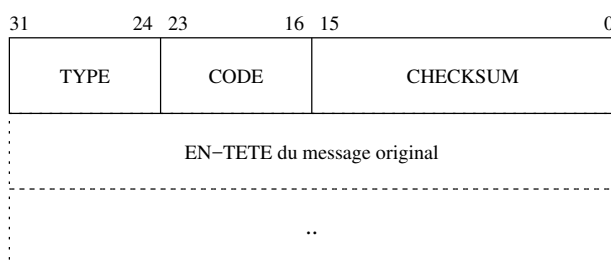 31 24 23 16 15 0
TYPE CODE CHECKSUM
EN−TETE du message original
..